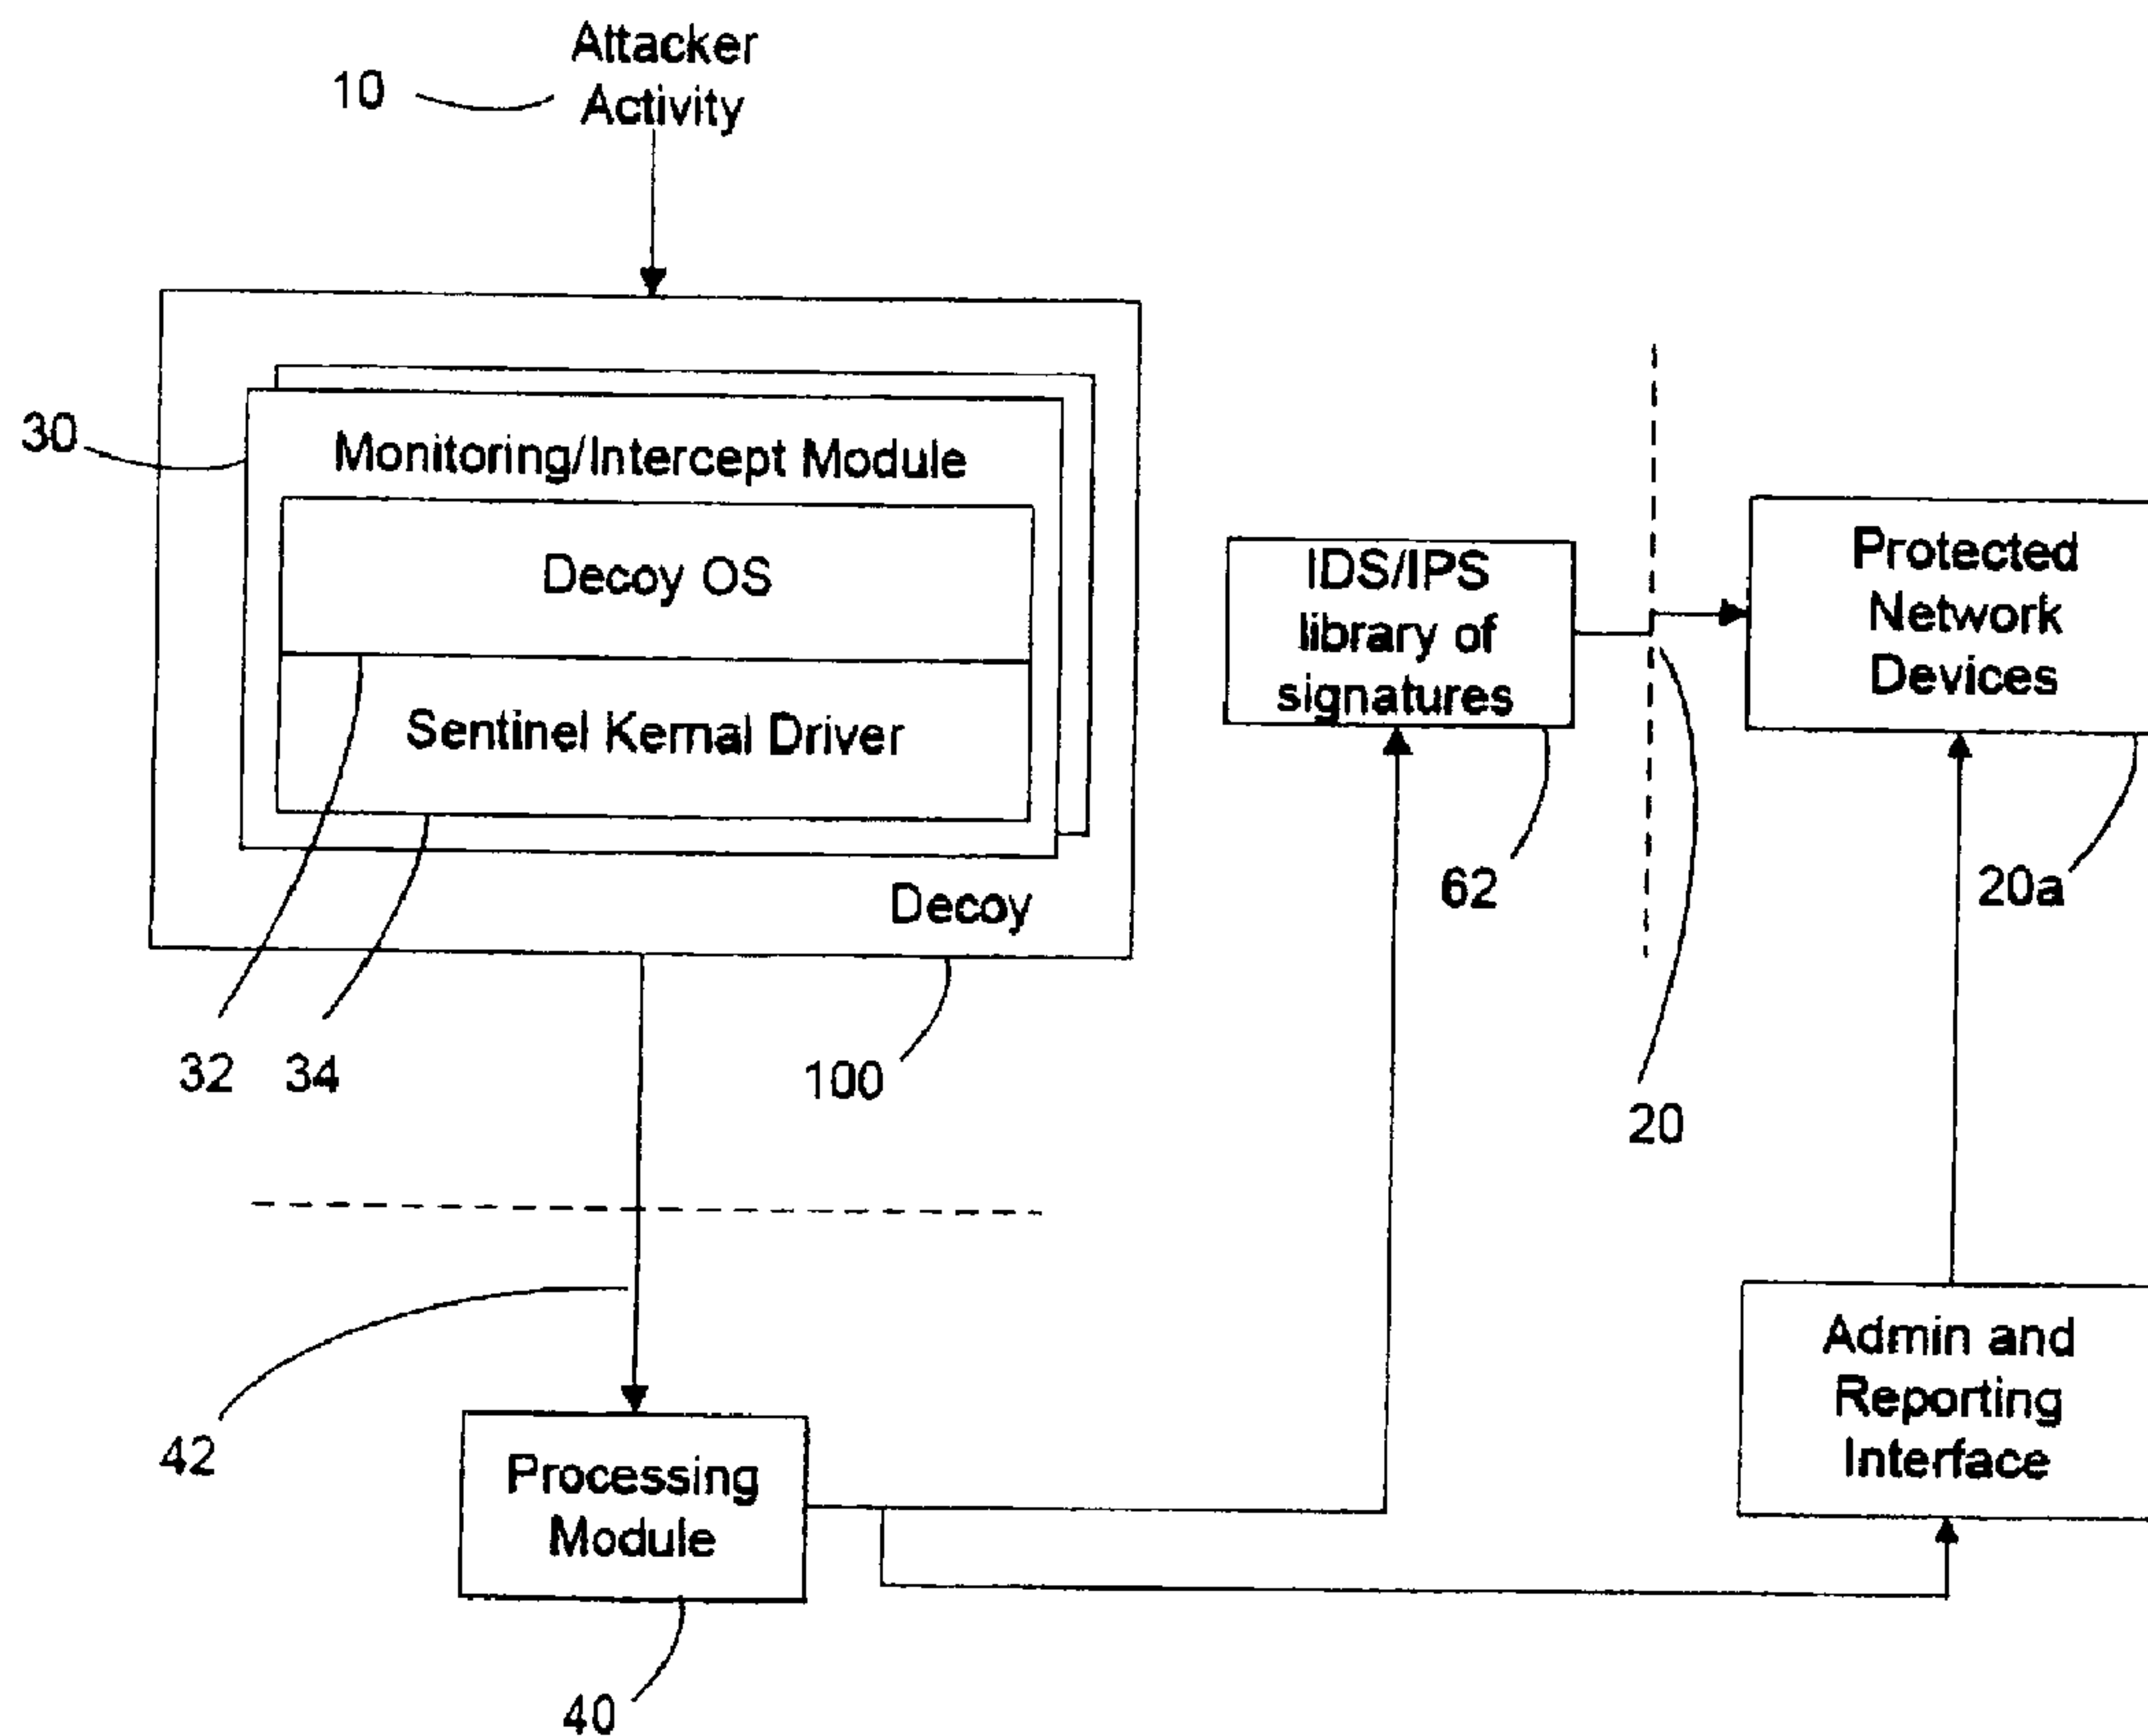 Attacker
Activity
10
30
Monitoring/Intercept Module
Decoy OS
Sentinel Kernal Driver
Decoy
32
34
100
IDS/IPS
library of
signatures
62
20
Protected
Network
Devices
20a
42
Processing
Module
40
Admin and
Reporting
Interface